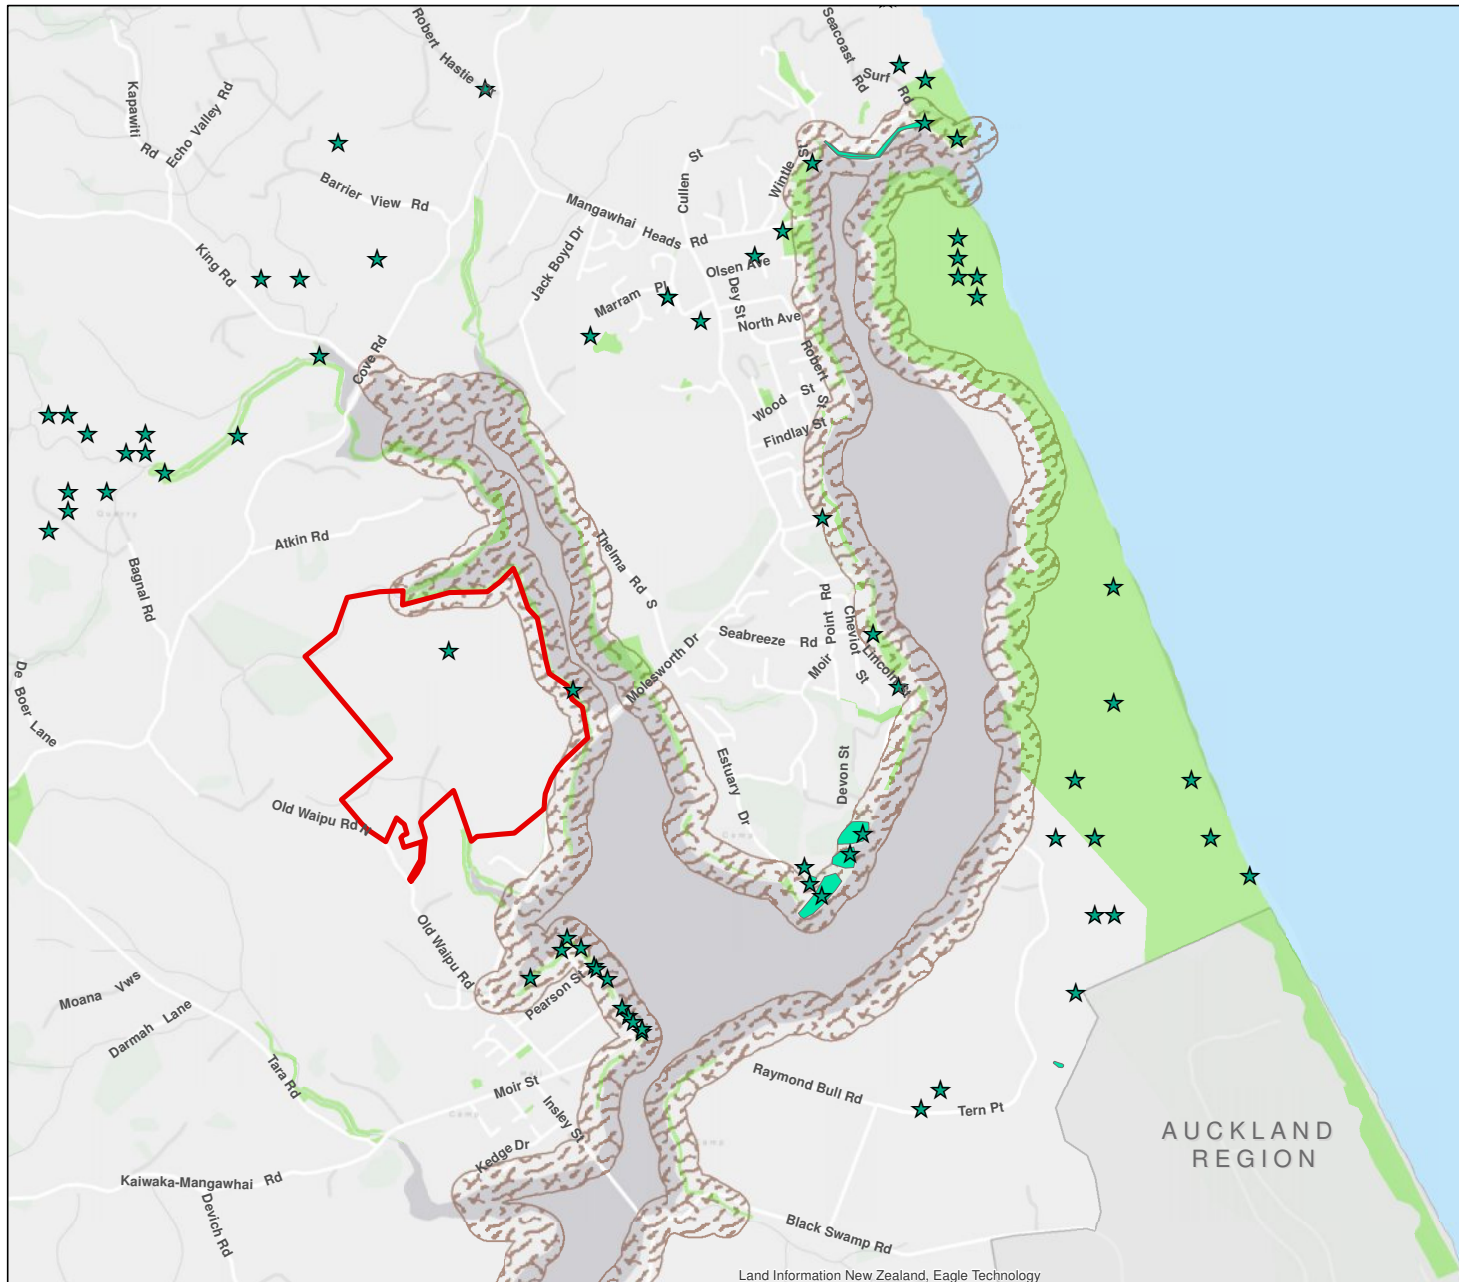 Robert Hastie
Seacoast Rd
Surf Rd
Kapawiti Rd
Echo Valley Rd
Barrier View Rd
Cullen St
Wintle St
Mangawhai Heads Rd
King Rd
Jack Boyd Dr
Olsen Ave
Marram Pl
Dey St
North Ave
Cove Rd
Robert St
Wood St
Findlay St
Quarry
Atkin Rd
Bagnal Rd
Thelma Rd S
Point Rd
Cheviot St
Seabreeze Rd
Moir
Lincoln
Molesworth Dr
De Boer Lane
Estuary Dr
Devon St
Old Waipu Rd N
Camp
Old Waipu Rd
Pearson St
Moana Vws
Darmah Lane
Tara Rd
Moir St
Insley St
Camp
Raymond Bull Rd
Tern Pt
Kedge Dr
Camp
AUCKLAND
REGION
Kaiwaka-Mangawhai Rd
Devich Rd
Black Swamp Rd
Land Information New Zealand, Eagle Technology